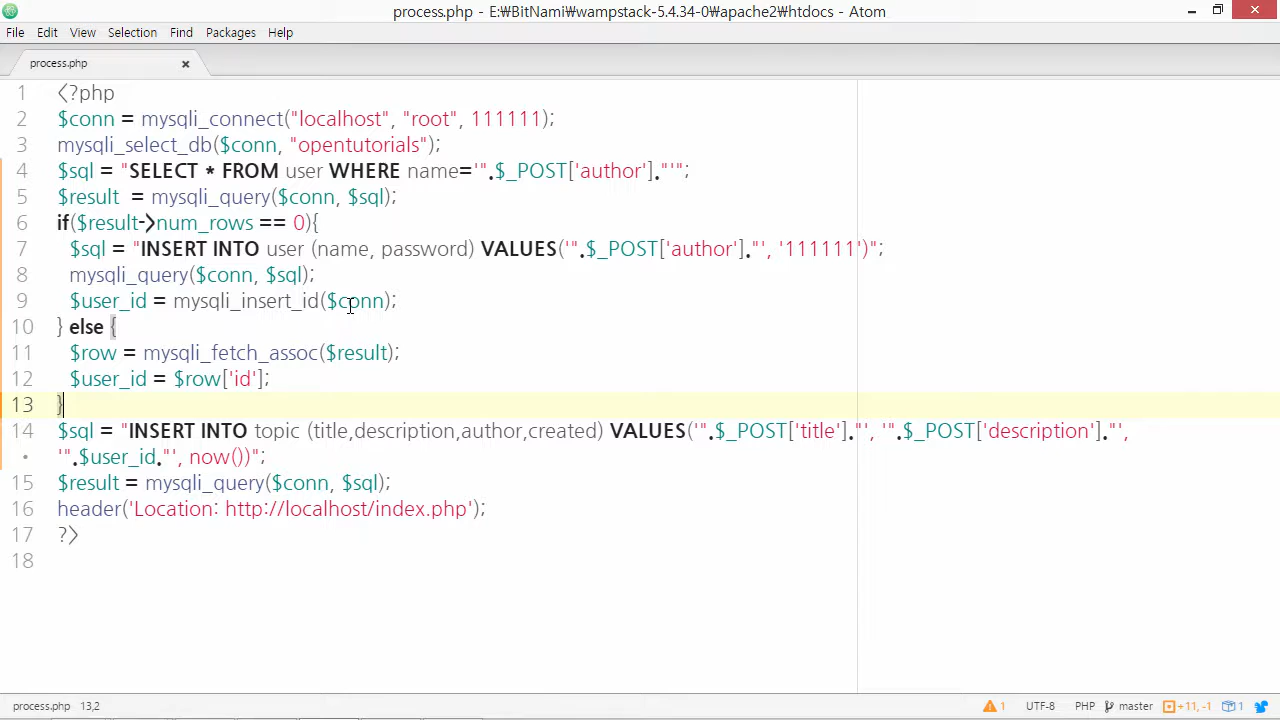 process.php - E:₩BitNami₩wampstack-5.4.34-0₩apache2₩htdocs - Atom
File Edit View Selection Find Packages Help
process.php
1 <?php
2 $conn = mysqli_connect("localhost", "root", 111111);
3 mysqli_select_db($conn, "opentutorials");
4 $sql = "SELECT * FROM user WHERE name='".$_POST['author']."'";
5 $result  = mysqli_query($conn, $sql);
6 if($result->num_rows == 0){
7   $sql = "INSERT INTO user (name, password) VALUES('".$_POST['author']."', '111111')";
8   mysqli_query($conn, $sql);
9   $user_id = mysqli_insert_id($conn);
10 } else {
11   $row = mysqli_fetch_assoc($result);
12   $user_id = $row['id'];
13 }
14 $sql = "INSERT INTO topic (title,description,author,created) VALUES('".$_POST['title']."', '".$_POST['description']."',
• '".$user_id."', now())";
15 $result = mysqli_query($conn, $sql);
16 header('Location: http://localhost/index.php');
17 ?>
18
process.php 13,2 1 UTF-8 PHP master +11, -1 1